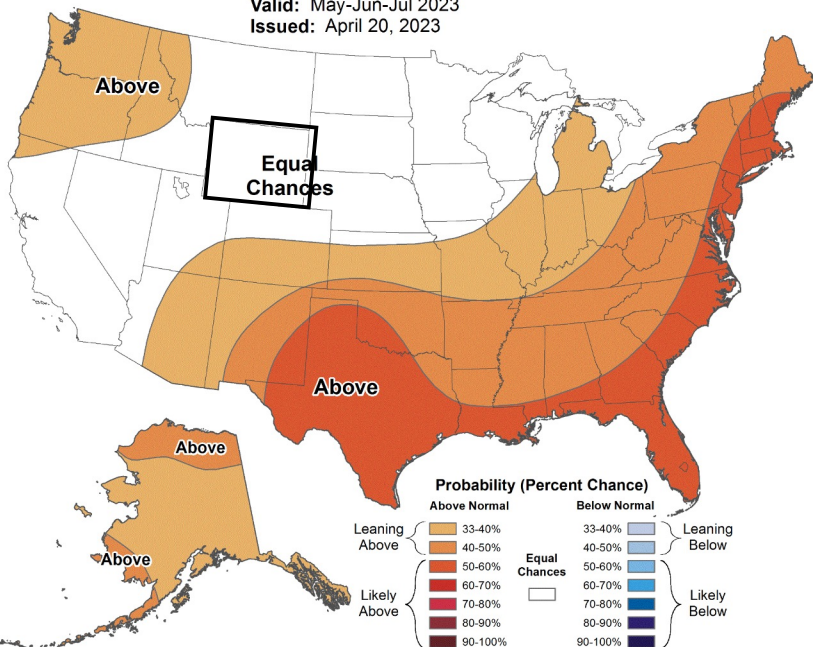 Valid: May-Jun-Jul 2023
Issued: April 20, 2023
Above
Equal
Chances
Above
Above
Above
Probability (Percent Chance)
Above Normal
Below Normal
Leaning
Above
33-40%
40-50%
Likely
Above
50-60%
60-70%
70-80%
80-90%
90-100%
Equal
Chances
33-40%
40-50%
Leaning
Below
50-60%
60-70%
70-80%
80-90%
90-100%
Likely
Below